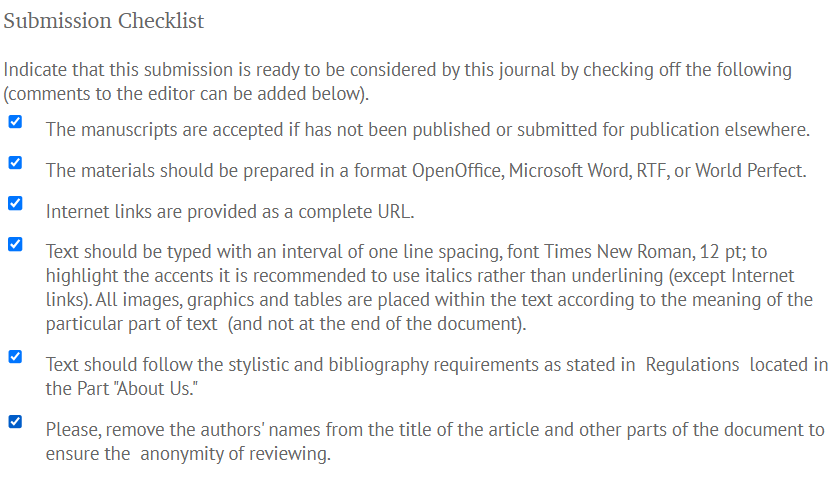 Submission Checklist
Indicate that this submission is ready to be considered by this journal by checking off the following
(comments to the editor can be added below).
The manuscripts are accepted if has not been published or submitted for publication elsewhere.
The materials should be prepared in a format OpenOffice, Microsoft Word, RTF, or World Perfect.
Internet links are provided as a complete URL.
Text should be typed with an interval of one line spacing, font Times New Roman, 12 pt; to
highlight the accents it is recommended to use italics rather than underlining (except Internet
links). All images, graphics and tables are placed within the text according to the meaning of the
particular part of text  (and not at the end of the document).
Text should follow the stylistic and bibliography requirements as stated in  Regulations  located in
the Part "About Us."
Please, remove the authors' names from the title of the article and other parts of the document to
ensure the  anonymity of reviewing.